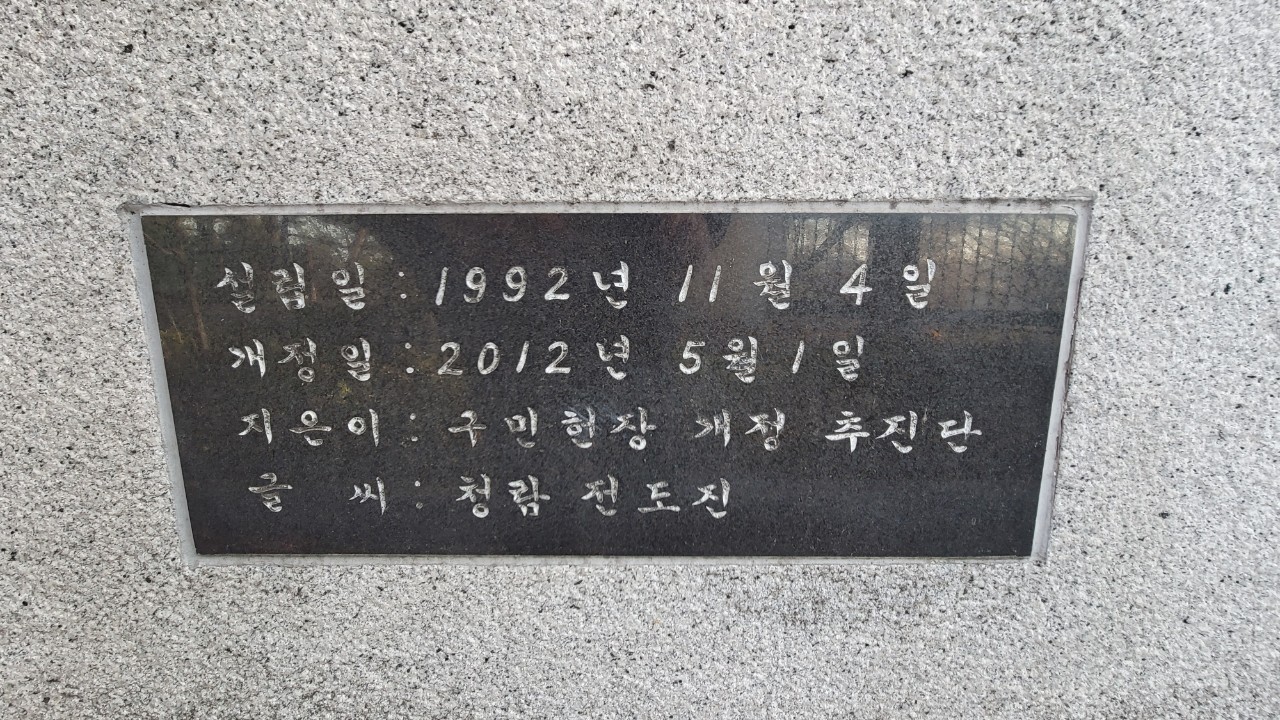 설립일 : 1992년 11월 4일
개정일 : 2012년 5월 1일
지은이 : 구민헌장 개정 추진단
글 씨 : 청람 전도진